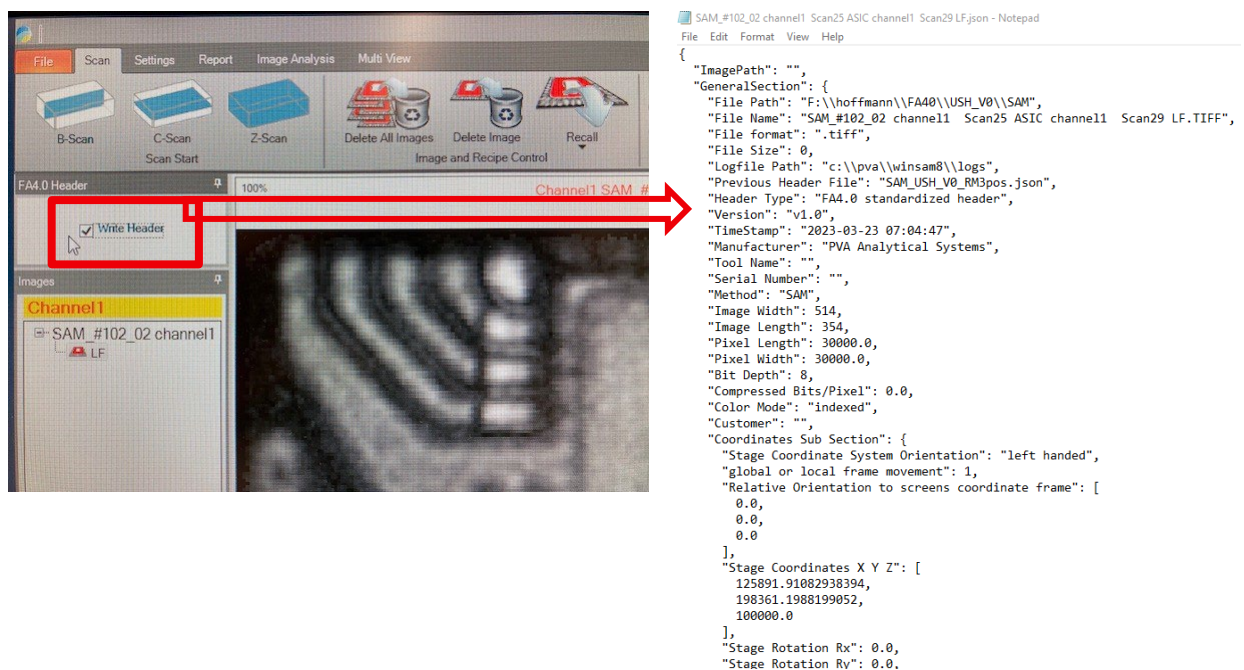 File Scan Settings Report Image Analysis Multi View
B-Scan C-Scan Z-Scan Delete All Images Delete Image Recall
Scan Start Image and Recipe Control
FA4.0 Header
100% Channel1 SAM_#
Write Header
Images
Channel1
SAM_#102_02 channel1
LF
SAM_#102_02 channel1  Scan25 ASIC channel1  Scan29 LF.json - Notepad
File Edit Format View Help
{
"ImagePath": "",
"GeneralSection": {
"File Path": "F:\\hoffmann\\FA40\\USH_V0\\SAM",
"File Name": "SAM_#102_02 channel1  Scan25 ASIC channel1  Scan29 LF.TIFF",
"File format": ".tiff",
"File Size": 0,
"Logfile Path": "c:\\pva\\winsam8\\logs",
"Previous Header File": "SAM_USH_V0_RM3pos.json",
"Header Type": "FA4.0 standardized header",
"Version": "v1.0",
"TimeStamp": "2023-03-23 07:04:47",
"Manufacturer": "PVA Analytical Systems",
"Tool Name": "",
"Serial Number": "",
"Method": "SAM",
"Image Width": 514,
"Image Length": 354,
"Pixel Length": 30000.0,
"Pixel Width": 30000.0,
"Bit Depth": 8,
"Compressed Bits/Pixel": 0.0,
"Color Mode": "indexed",
"Customer": "",
"Coordinates Sub Section": {
"Stage Coordinate System Orientation": "left handed",
"global or local frame movement": 1,
"Relative Orientation to screens coordinate frame": [
0.0,
0.0,
0.0
],
"Stage Coordinates X Y Z": [
125891.91082938394,
198361.1988199052,
100000.0
],
"Stage Rotation Rx": 0.0,
"Stage Rotation Ry": 0.0,